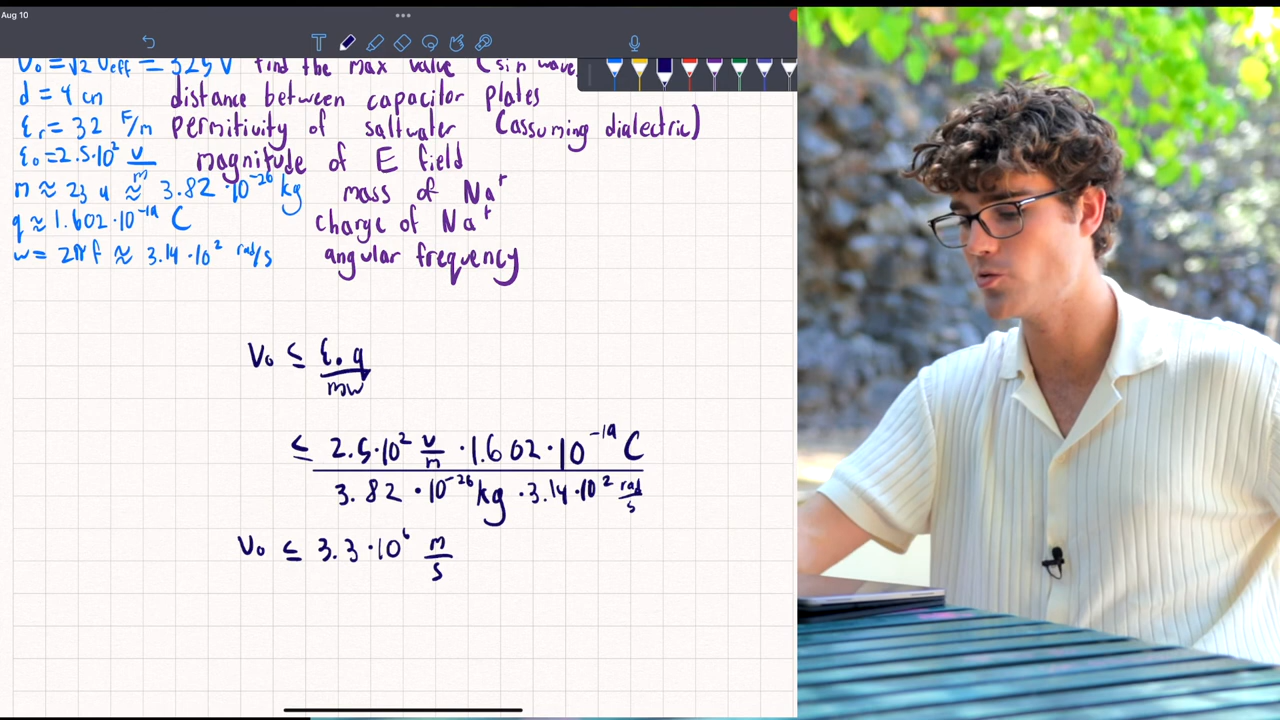 Aug 10
V₀ = √2 Veff = 325 V find the max value (sin wave
d = 4 cm distance between capacitor plates
εr = 32 F/m permitivity of saltwater (assuming dialectric)
ε₀ = 2.5·10² V/m magnitude of E field
m ≈ 23 u ≈ 3.82·10⁻²⁶ kg mass of Na⁺
q ≈ 1.602·10⁻¹⁹ C charge of Na⁺
w = 2πf ≈ 3.14·10² rad/s angular frequency
V₀ ≤ ε₀ q
mw
≤ 2.5·10² V/m · 1.602·10⁻¹⁹ C
3.82·10⁻²⁶ kg · 3.14·10² rad/s
V₀ ≤ 3.3·10⁶ m/s